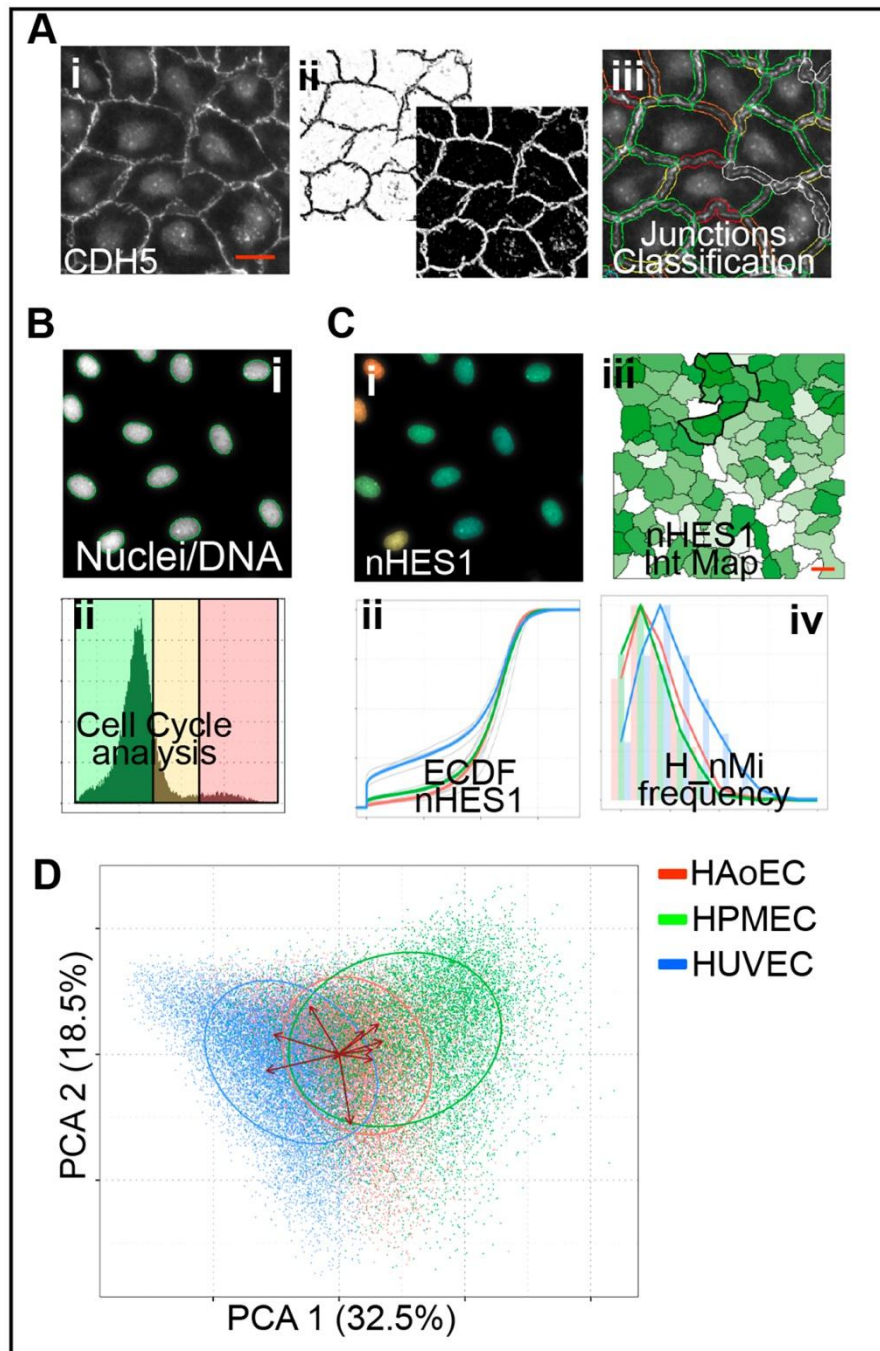 A
i
ii
iii
CDH5
Junctions
Classification
B
i
Nuclei/DNA
ii
Cell Cycle
analysis
C
i
nHES1
iii
nHES1
Int Map
ii
ECDF
nHES1
iv
H_nMi
frequency
D
HAoEC
HPMEC
HUVEC
PCA 2 (18.5%)
PCA 1 (32.5%)